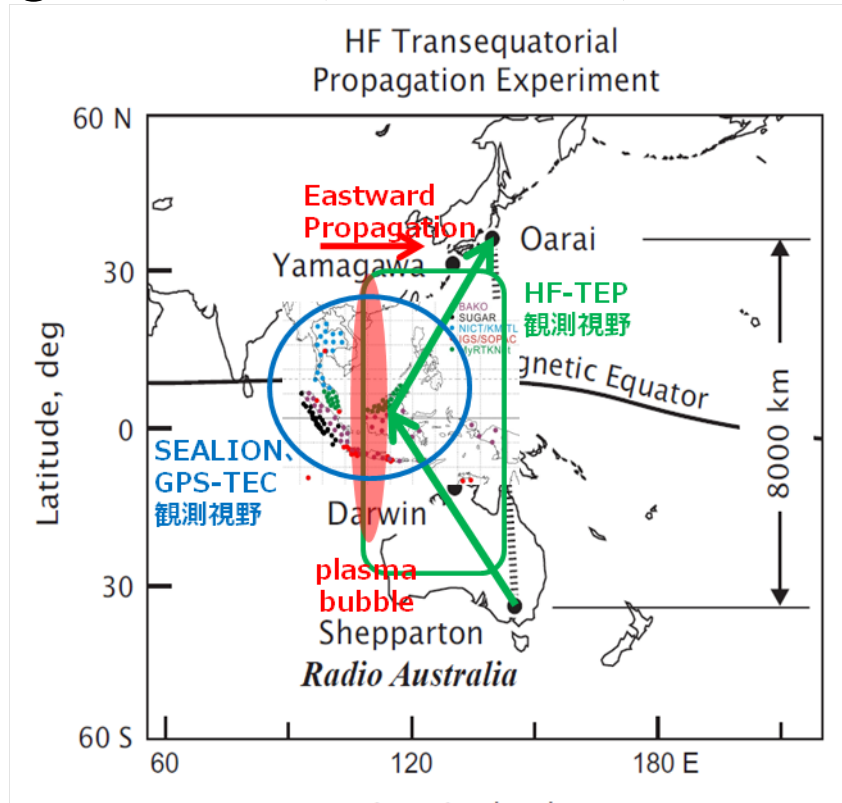 HF Transequatorial
Propagation Experiment
60 N
Eastward
Propagation
Oarai
Yamagawa
30
HF-TEP
観測視野
BAKO
SUGAR
NICT/KMITL
IGS/SOPAC
MyRTKNet
gnetic Equator
Latitude, deg
0
8000 km
SEALION、
GPS-TEC
観測視野
Darwin
plasma
bubble
30
Shepparton
Radio Australia
60 S
60
120
180 E